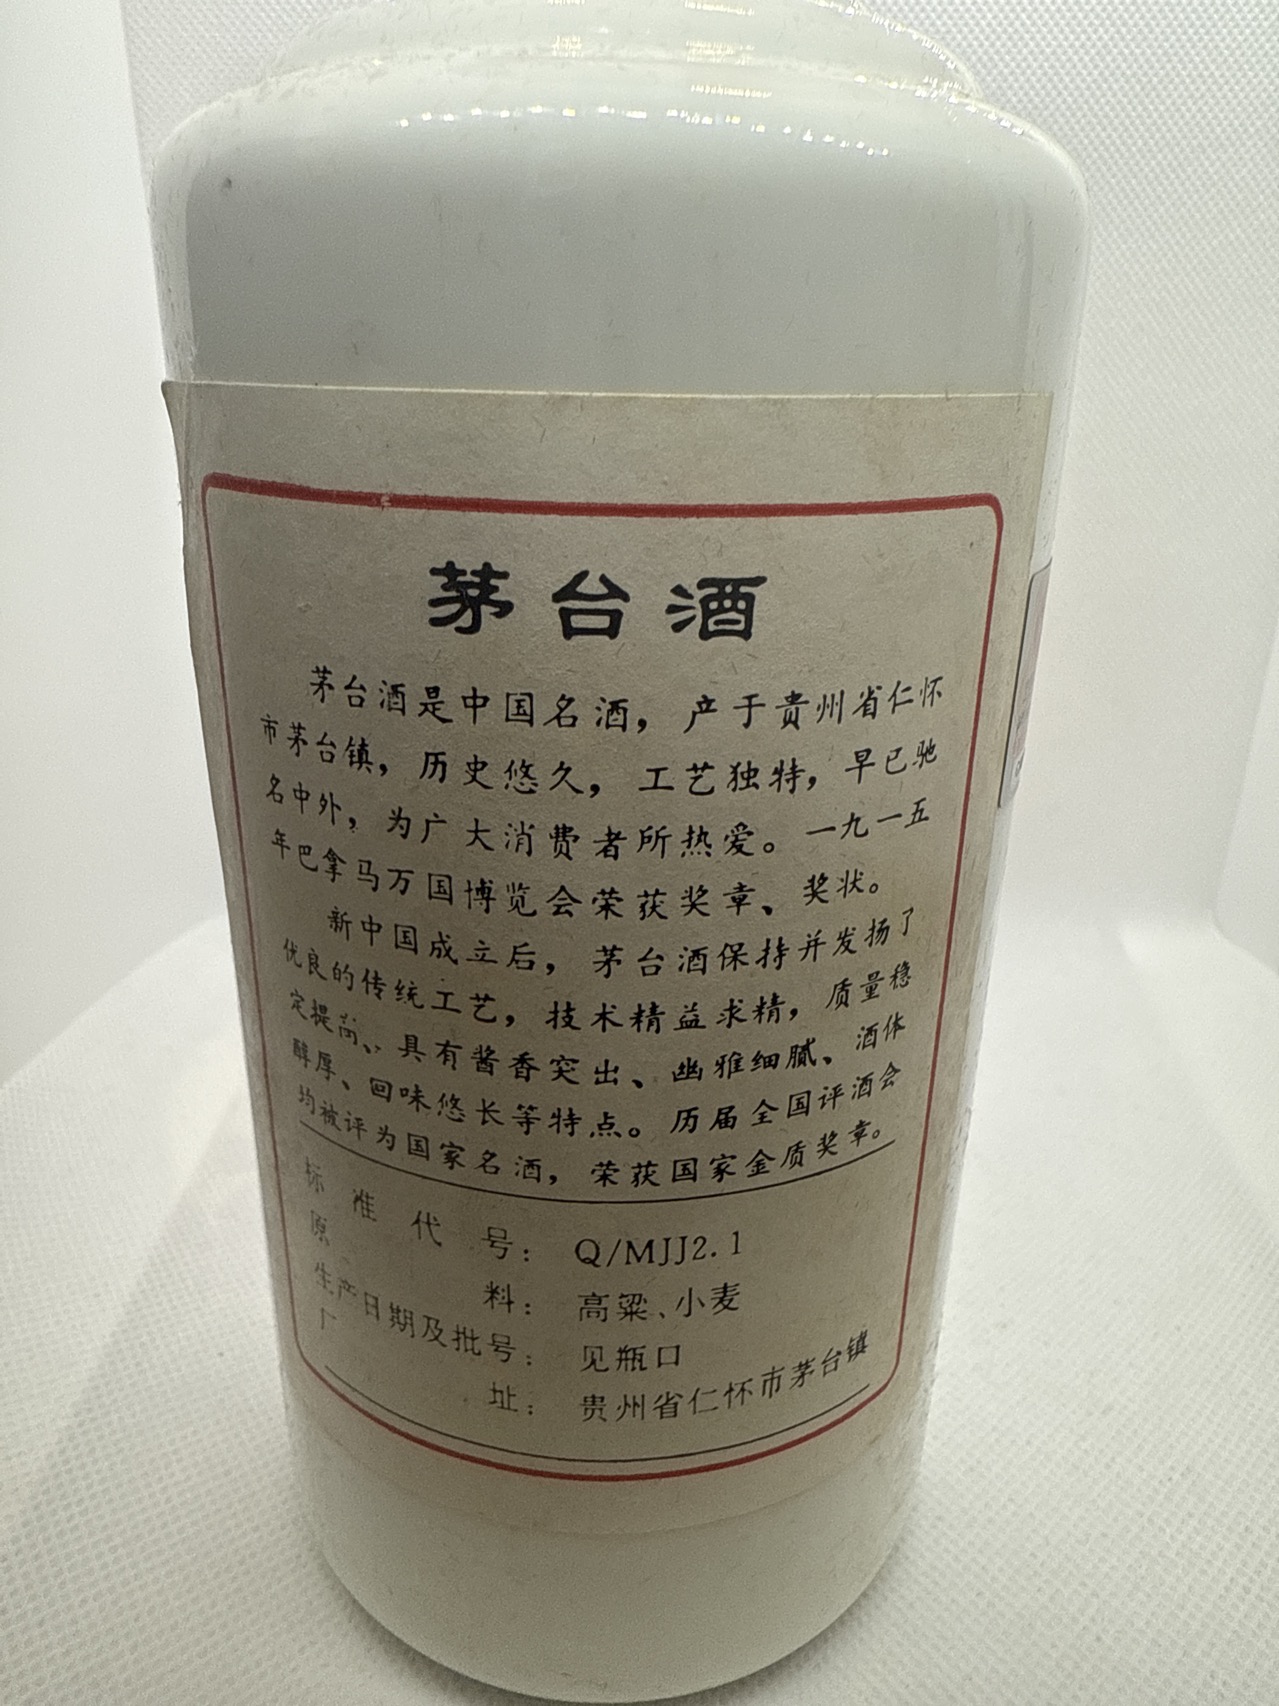 茅台酒
茅台酒是中国名酒，产于贵州省仁怀
市茅台镇，历史悠久，工艺独特，早已驰
名中外，为广大消费者所热爱。一九一五
年巴拿马万国博览会荣获奖章、奖状。
新中国成立后，茅台酒保持并发扬了
优良的传统工艺，技术精益求精，质量稳
定提高、具有酱香突出、幽雅细腻、酒体
醇厚、回味悠长等特点。历届全国评酒会
均被评为国家名酒，荣获国家金质奖章。
标准代号：Q/MJJ2.1
原料：高粱、小麦
生产日期及批号：见瓶口
厂址：贵州省仁怀市茅台镇